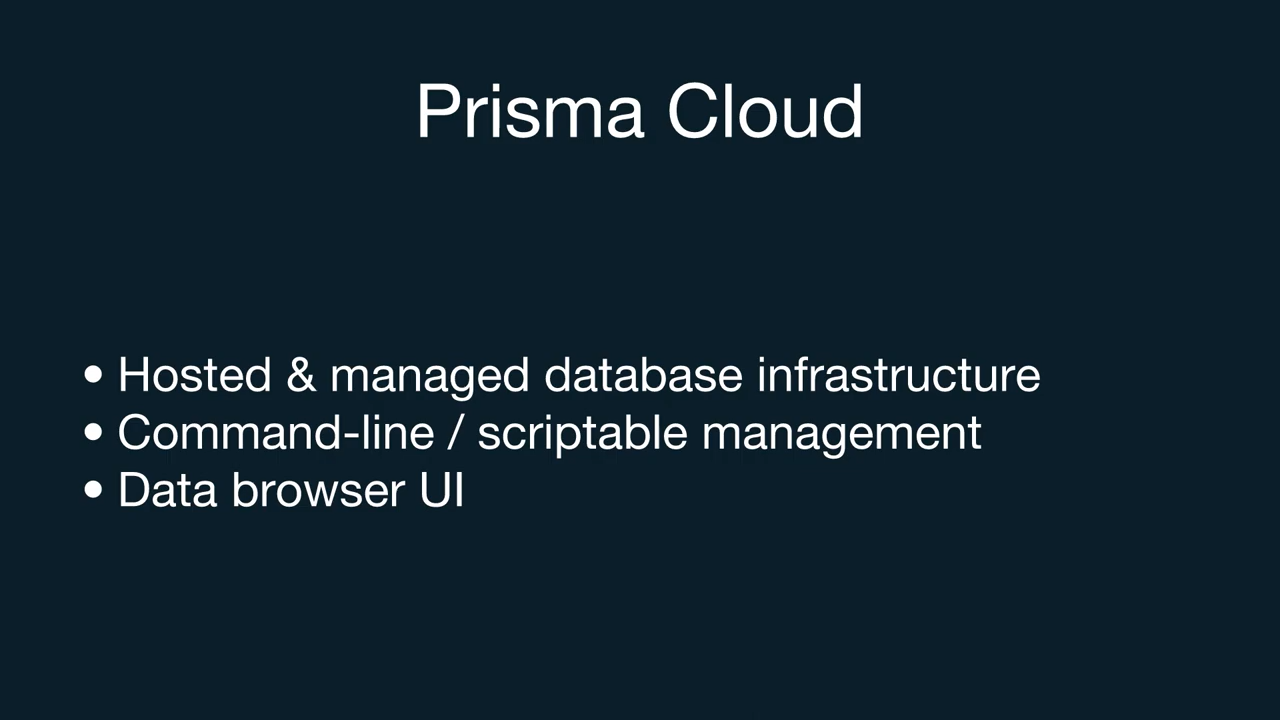 Prisma Cloud
• Hosted & managed database infrastructure
• Command-line / scriptable management
• Data browser UI